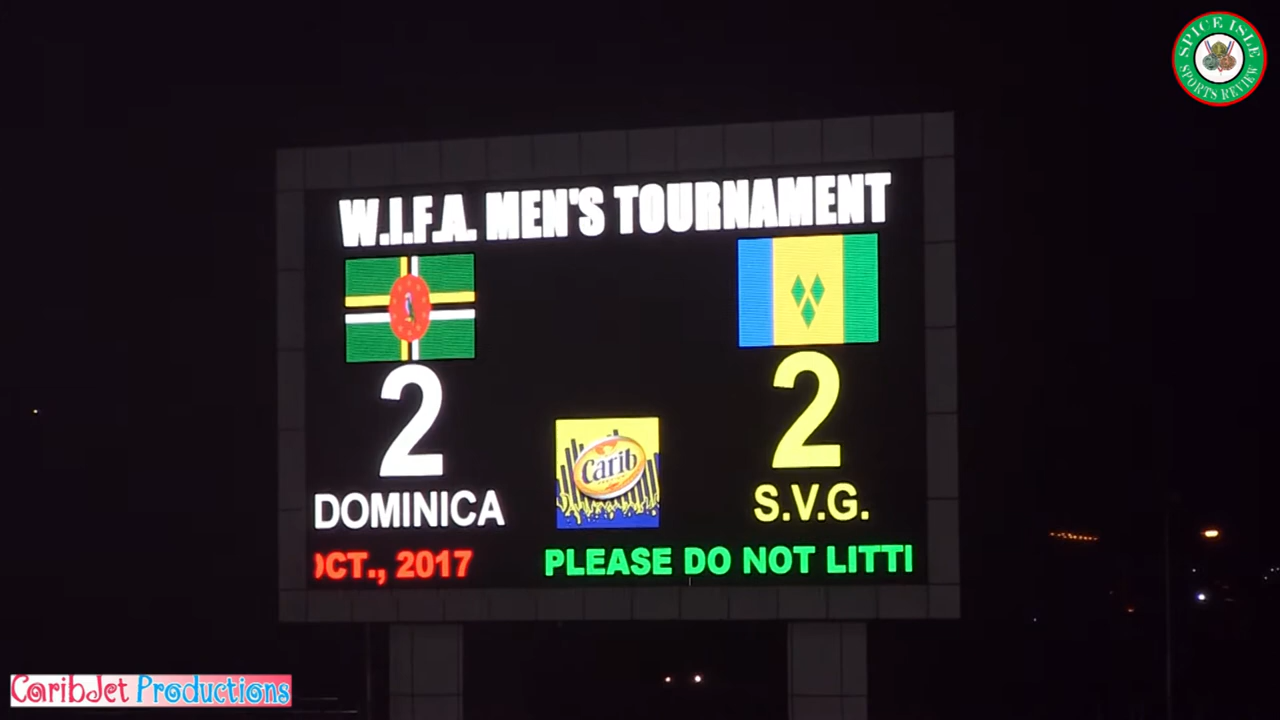 SPICE ISLE
SPORTS REVIEW
W.I.F.A. MEN'S TOURNAMENT
2
2
Carib
DOMINICA
S.V.G.
OCT., 2017
PLEASE DO NOT LITTI
CaribJet Productions